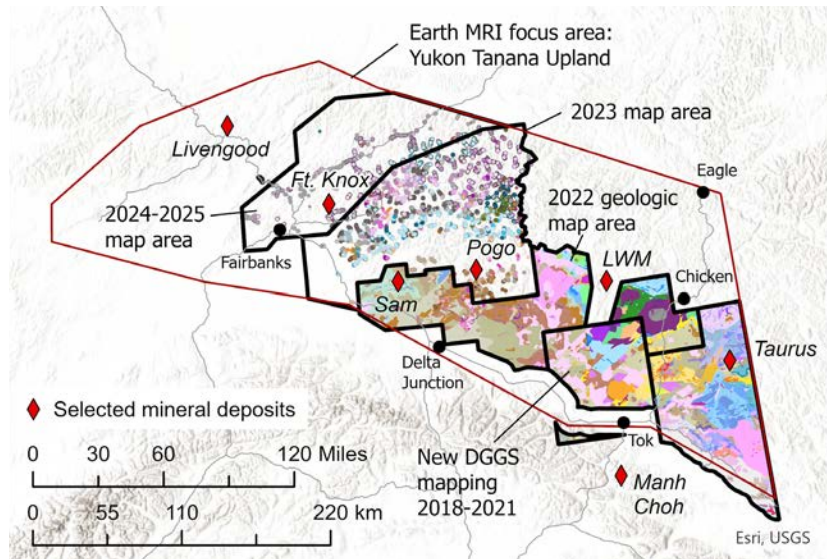 Earth MRI focus area:
Yukon Tanana Upland
2023 map area
Livengood
Eagle
Ft. Knox
2022 geologic
map area
2024-2025
map area
Pogo
LWM
Fairbanks
Chicken
Sam
Taurus
Delta
Junction
Selected mineral deposits
0 30 60 120 Miles
New DGGS
mapping
2018-2021
Tok
Manh
Choh
0 55 110 220 km
Esri, USGS